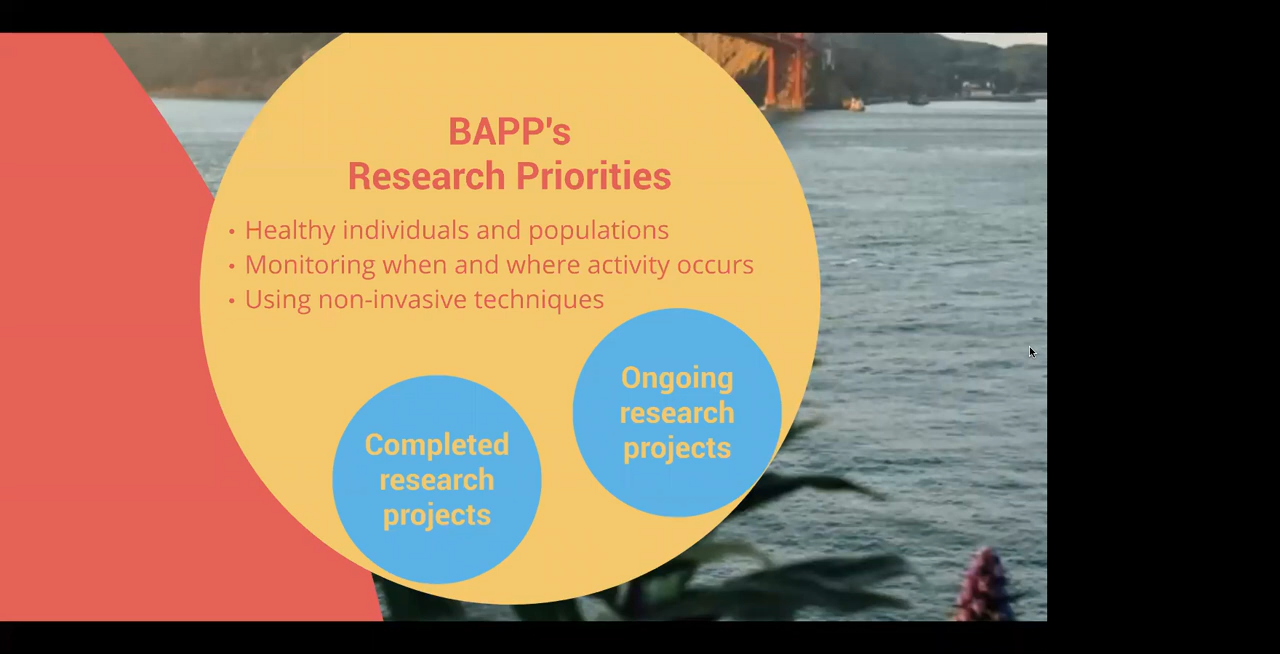 BAPP's
Research Priorities
• Healthy individuals and populations
• Monitoring when and where activity occurs
• Using non-invasive techniques
Ongoing
research
projects
Completed
research
projects